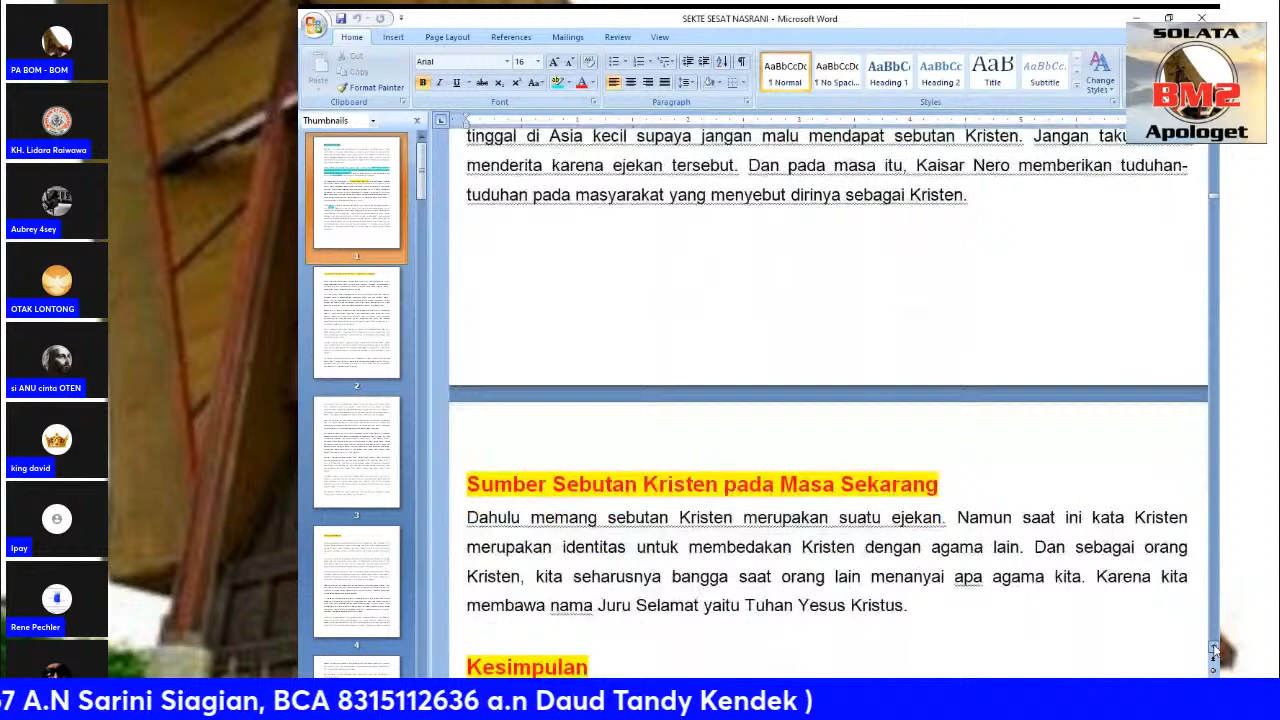 SEKTE SESAT NASRANI - Microsoft Word
Home Insert Page Layout References Mailings Review View
Cut
Copy
Paste
Format Painter
Arial 16
AaBbCcDc AaBbCcDc AaBbC AaBbCc AaB AaBbCc.
¶ Normal ¶ No Spaci... Heading 1 Heading 2 Title Subtitle
Change
Styles
Clipboard Font Paragraph Styles
SOLATA
BM2
Apologet
Thumbnails
1
2
3
4
PA BOM - BOM
KH. Lidara Raiwawa
Aubrey 4sey
OTAK LONTONG
si ANU cinta OTEN
king david
Ipay
Rene Pechler
tinggal di Asia kecil supaya jangan malu mendapat sebutan Kristen. Jangan
karena sebutan tersebut. Dan pada masa itu, Kaisar Nero memberikan tuduhan-
tuduhan pada masyarakat yang menyebut dirinya sebagai Kristen.
Sumber Sebutan Kristen pada Masa Sekarang
Dahulu memang sebutan Kristen merupakan suatu ejekan. Namun saat ini kata Kristen
merupakan identitas untuk membedakan Kristen dengan agama lain. Dan sebagai orang
Kristen, kita seharusnya bangga saat orang lain menanyai apa agama kita. Karena kita
membawa nama Juru Selamat yaitu Tuhan Yesus Kristus.
Kesimpulan
7 A.N Sarini Siagian, BCA 8315112636 a.n Daud Tandy Kendek )